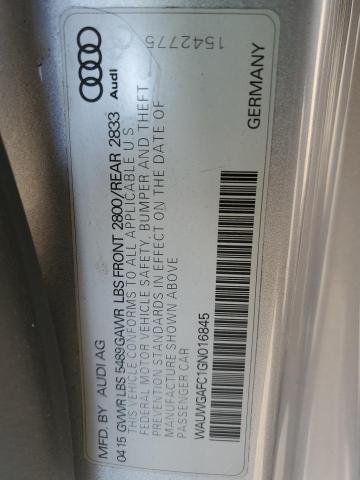 MFD. BY AUDI AG
04 15 GVWR LBS 5489 GAWR LBS FRONT 2800/REAR 2833
THIS VEHICLE CONFORMS TO ALL APPLICABLE U S
FEDERAL MOTOR VEHICLE SAFETY, BUMPER AND THEFT
PREVENTION STANDARDS IN EFFECT ON THE DATE OF
MANUFACTURE SHOWN ABOVE
PASSENGER CAR
WAUWGAFC1GN016845
Audi
1542775
GERMANY